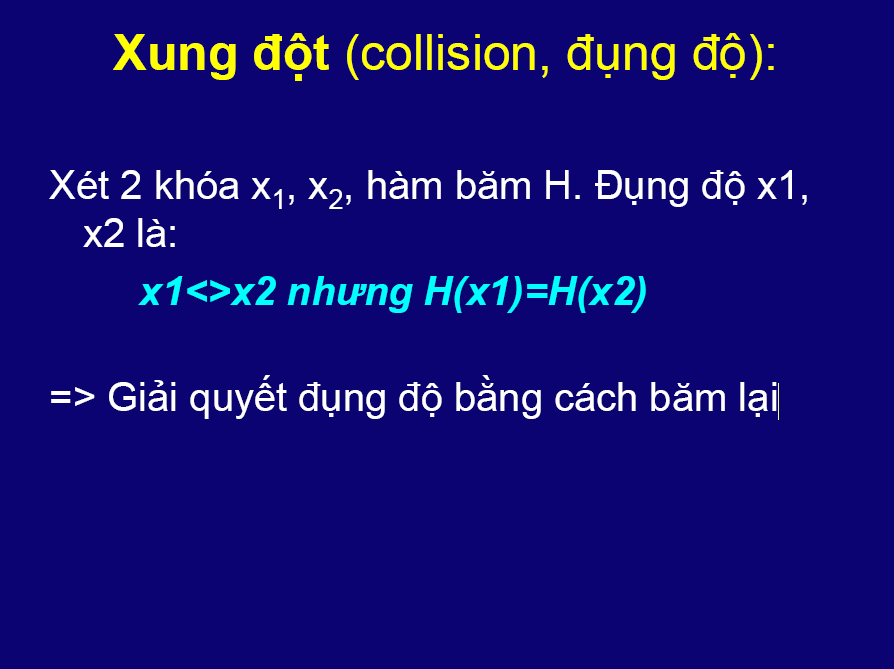 Xung đột (collision, đụng độ):
Xét 2 khóa x₁, x₂, hàm băm H. Đụng độ x1,
x2 là:
x1<>x2 nhưng H(x1)=H(x2)
=> Giải quyết đụng độ bằng cách băm lại